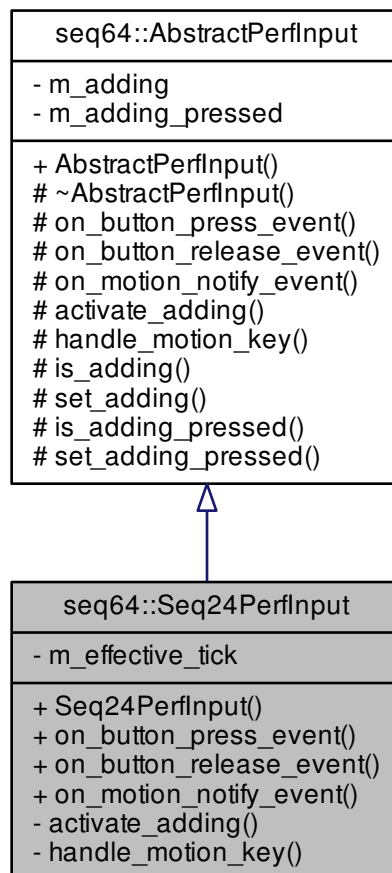 seq64::AbstractPerfInput
- m_adding
- m_adding_pressed
+ AbstractPerfInput()
# ~AbstractPerfInput()
# on_button_press_event()
# on_button_release_event()
# on_motion_notify_event()
# activate_adding()
# handle_motion_key()
# is_adding()
# set_adding()
# is_adding_pressed()
# set_adding_pressed()
seq64::Seq24PerfInput
- m_effective_tick
+ Seq24PerfInput()
+ on_button_press_event()
+ on_button_release_event()
+ on_motion_notify_event()
- activate_adding()
- handle_motion_key()